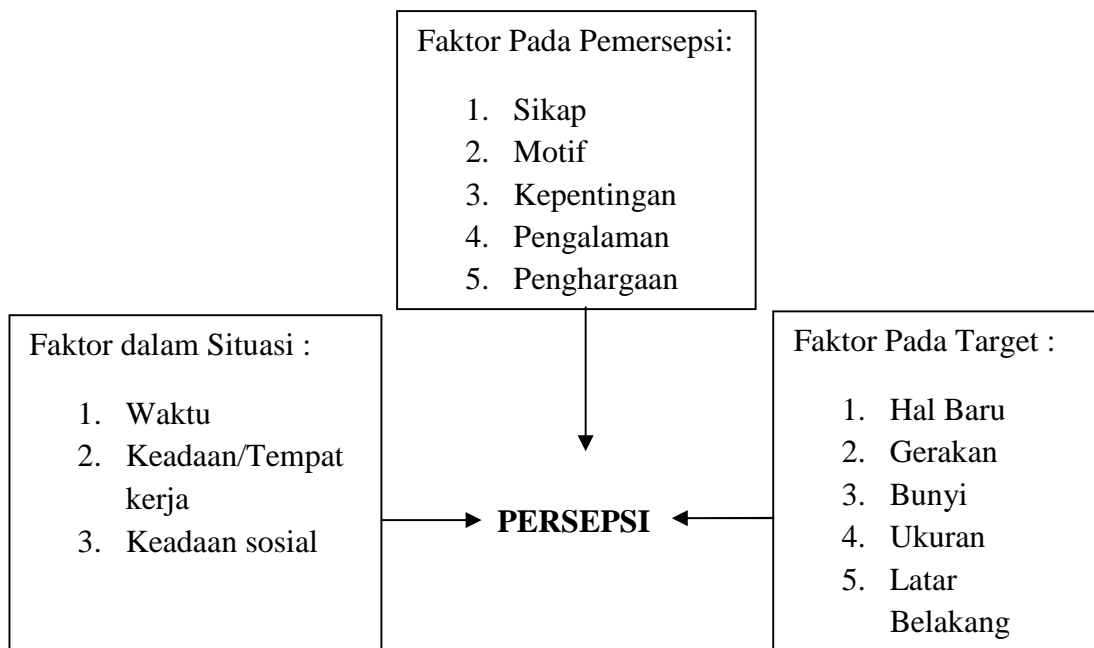 Faktor Pada Pemersepsi:
1. Sikap
2. Motif
3. Kepentingan
4. Pengalaman
5. Penghargaan
Faktor dalam Situasi :
1. Waktu
2. Keadaan/Tempat
kerja
3. Keadaan sosial
PERSEPSI
Faktor Pada Target :
1. Hal Baru
2. Gerakan
3. Bunyi
4. Ukuran
5. Latar
Belakang